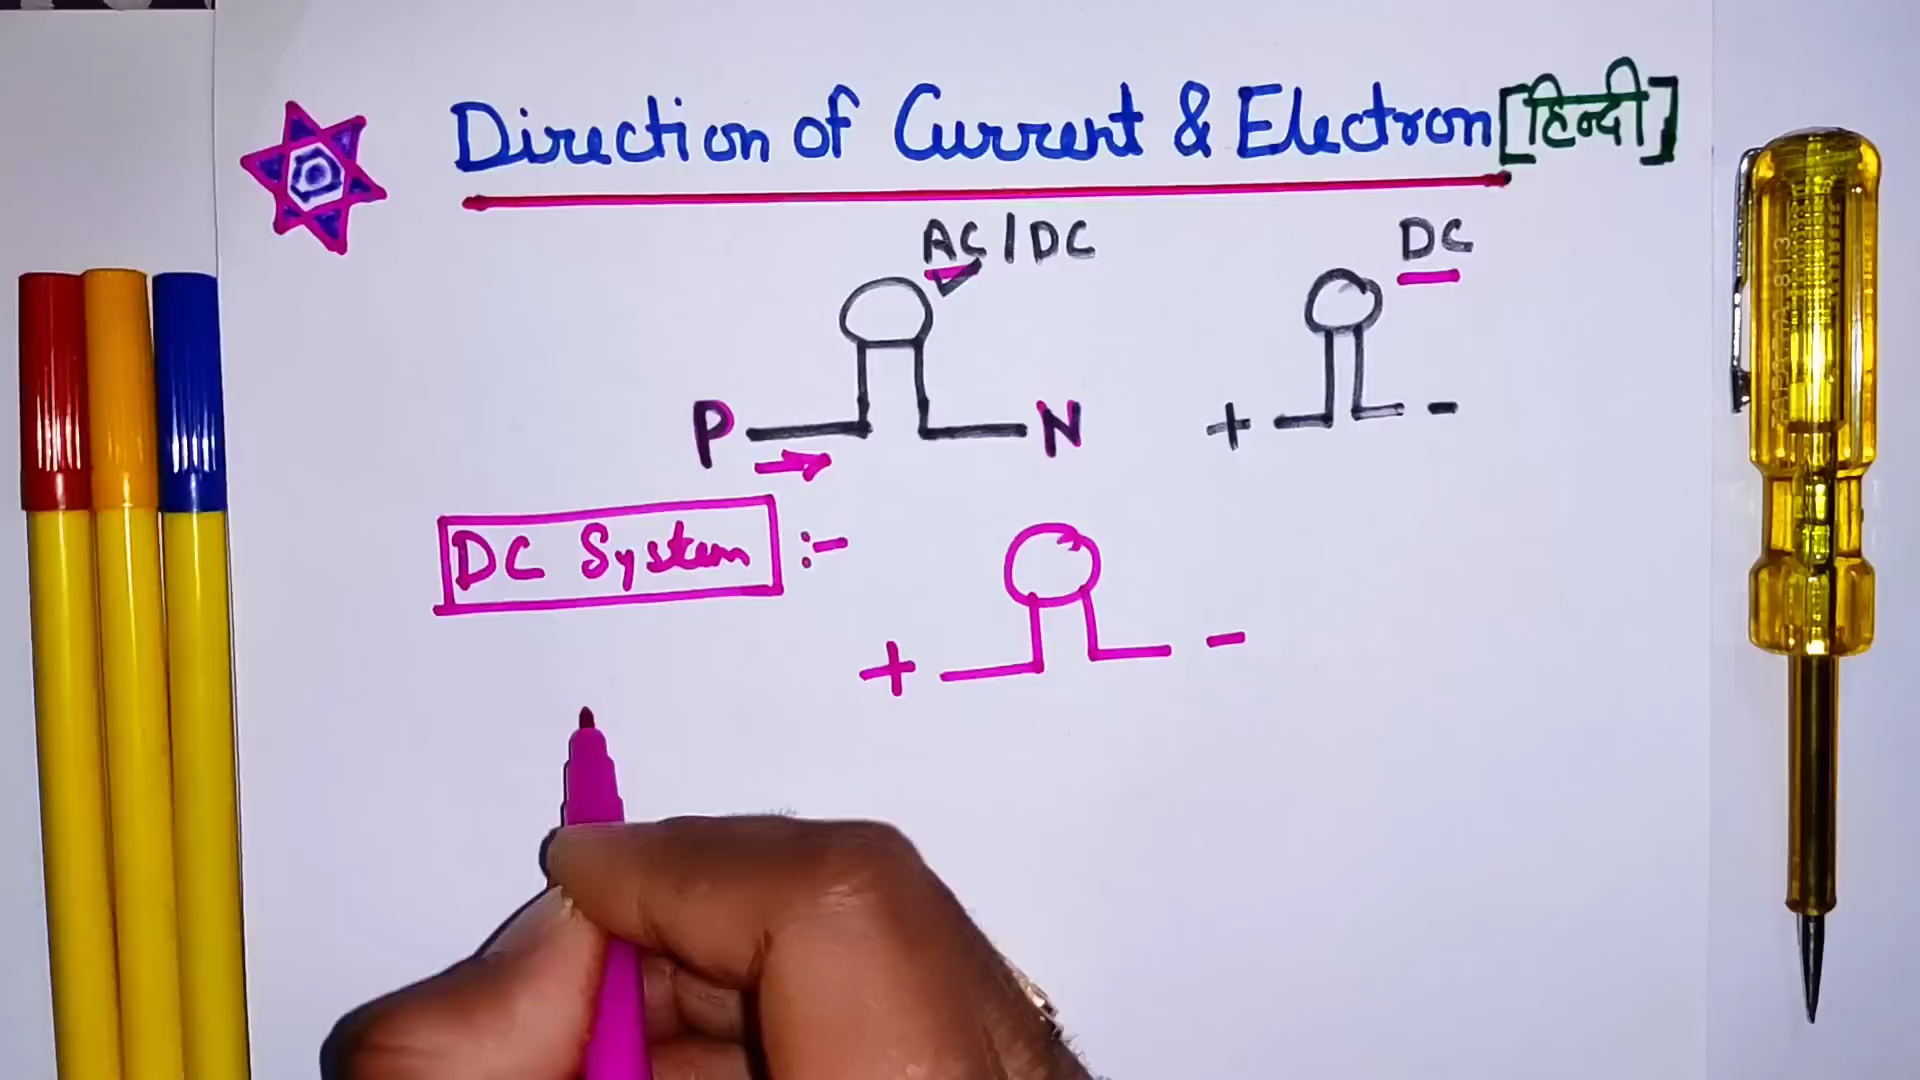 Direction of Current & Electron [हिन्दी]
AC/DC
DC
P N
+ -
DC System :-
+ -